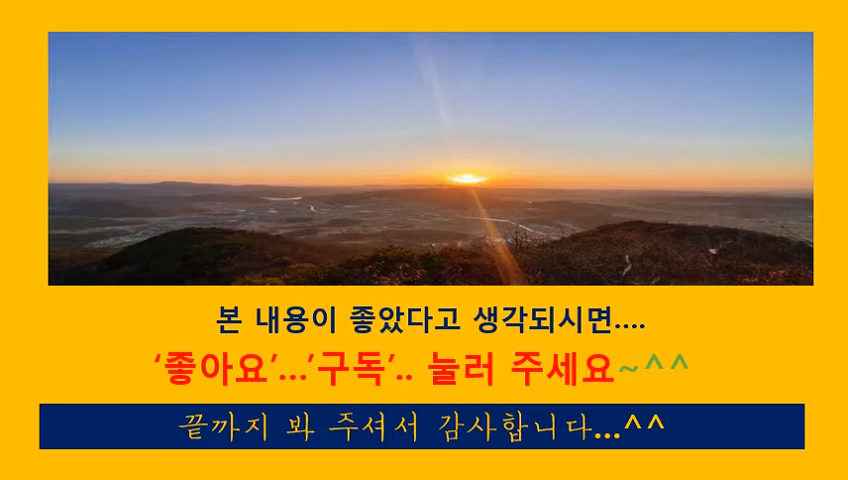 본 내용이 좋았다고 생각되시면....
‘좋아요’...’구독’.. 눌러 주세요~^^
끝까지 봐 주셔서 감사합니다...^^